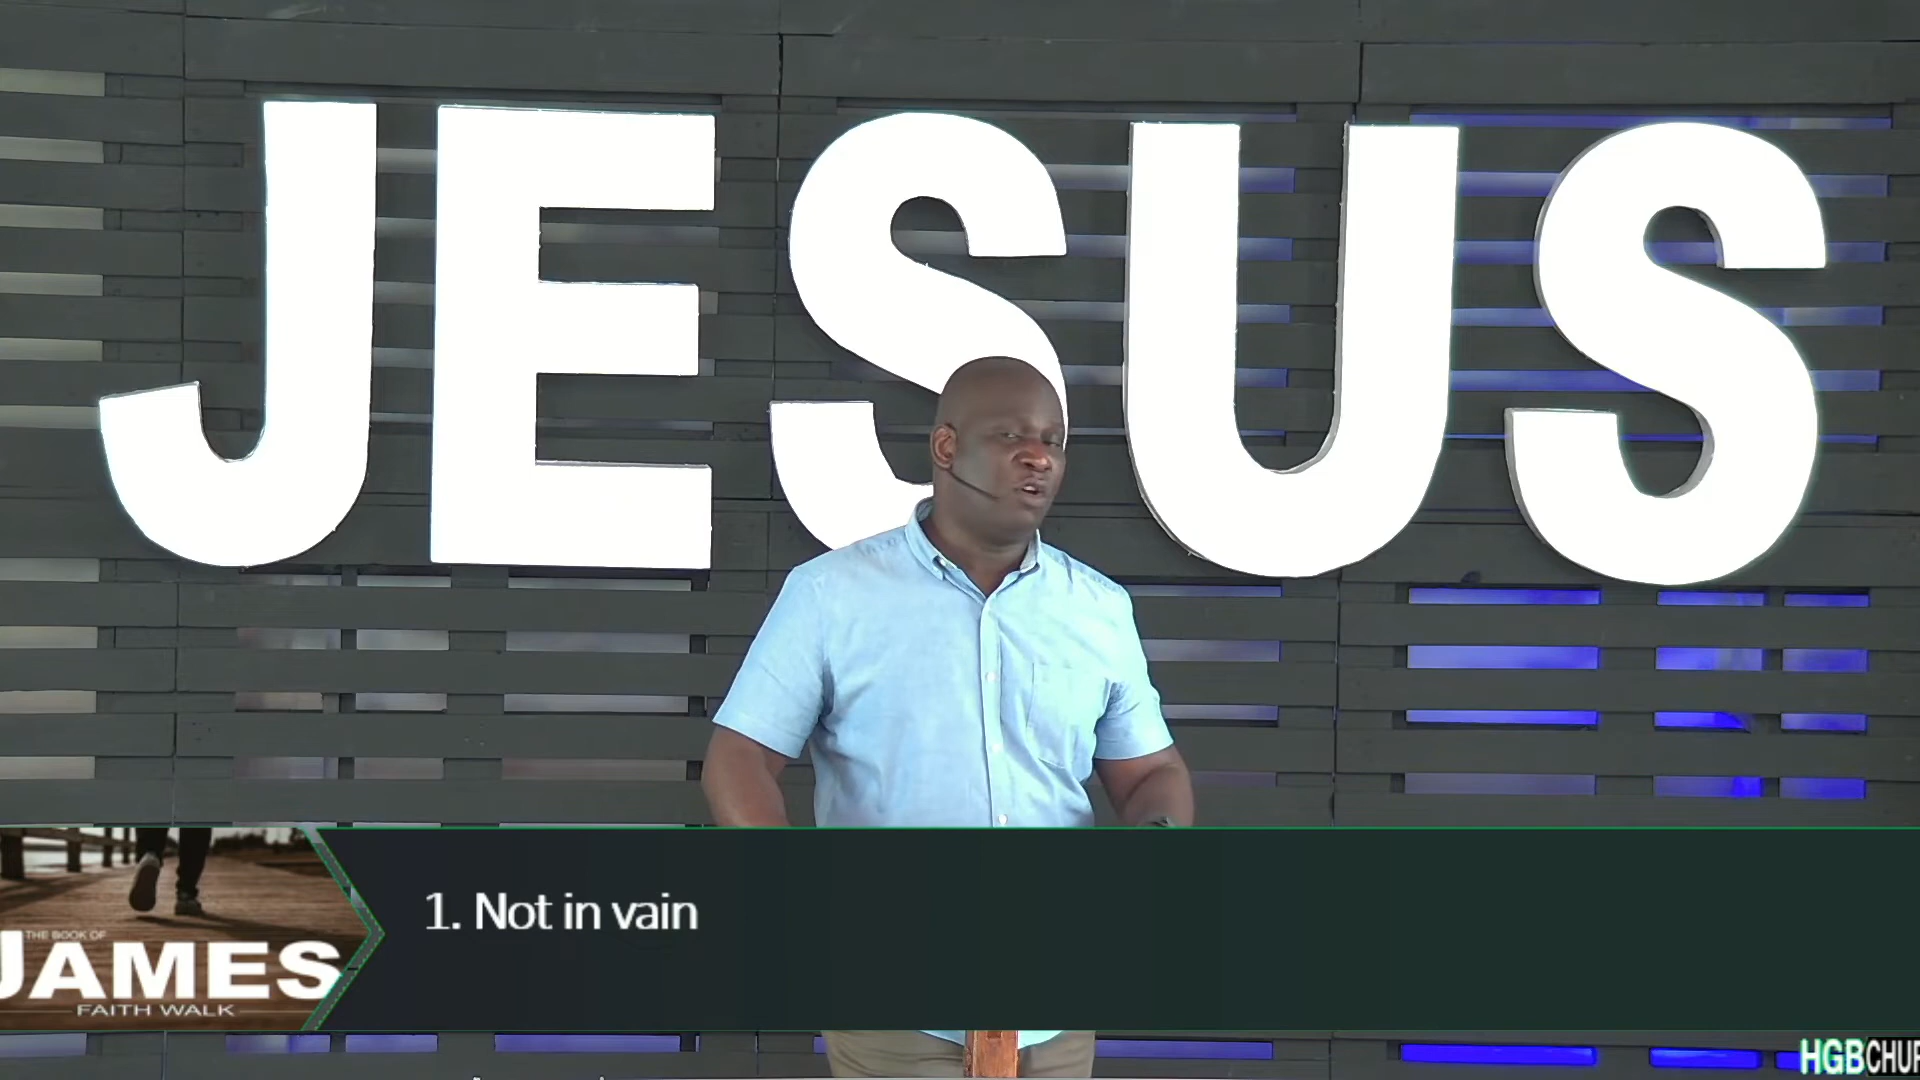 JESUS
1. Not in vain
THE BOOK OF
JAMES
FAITH WALK
HGBCHUR